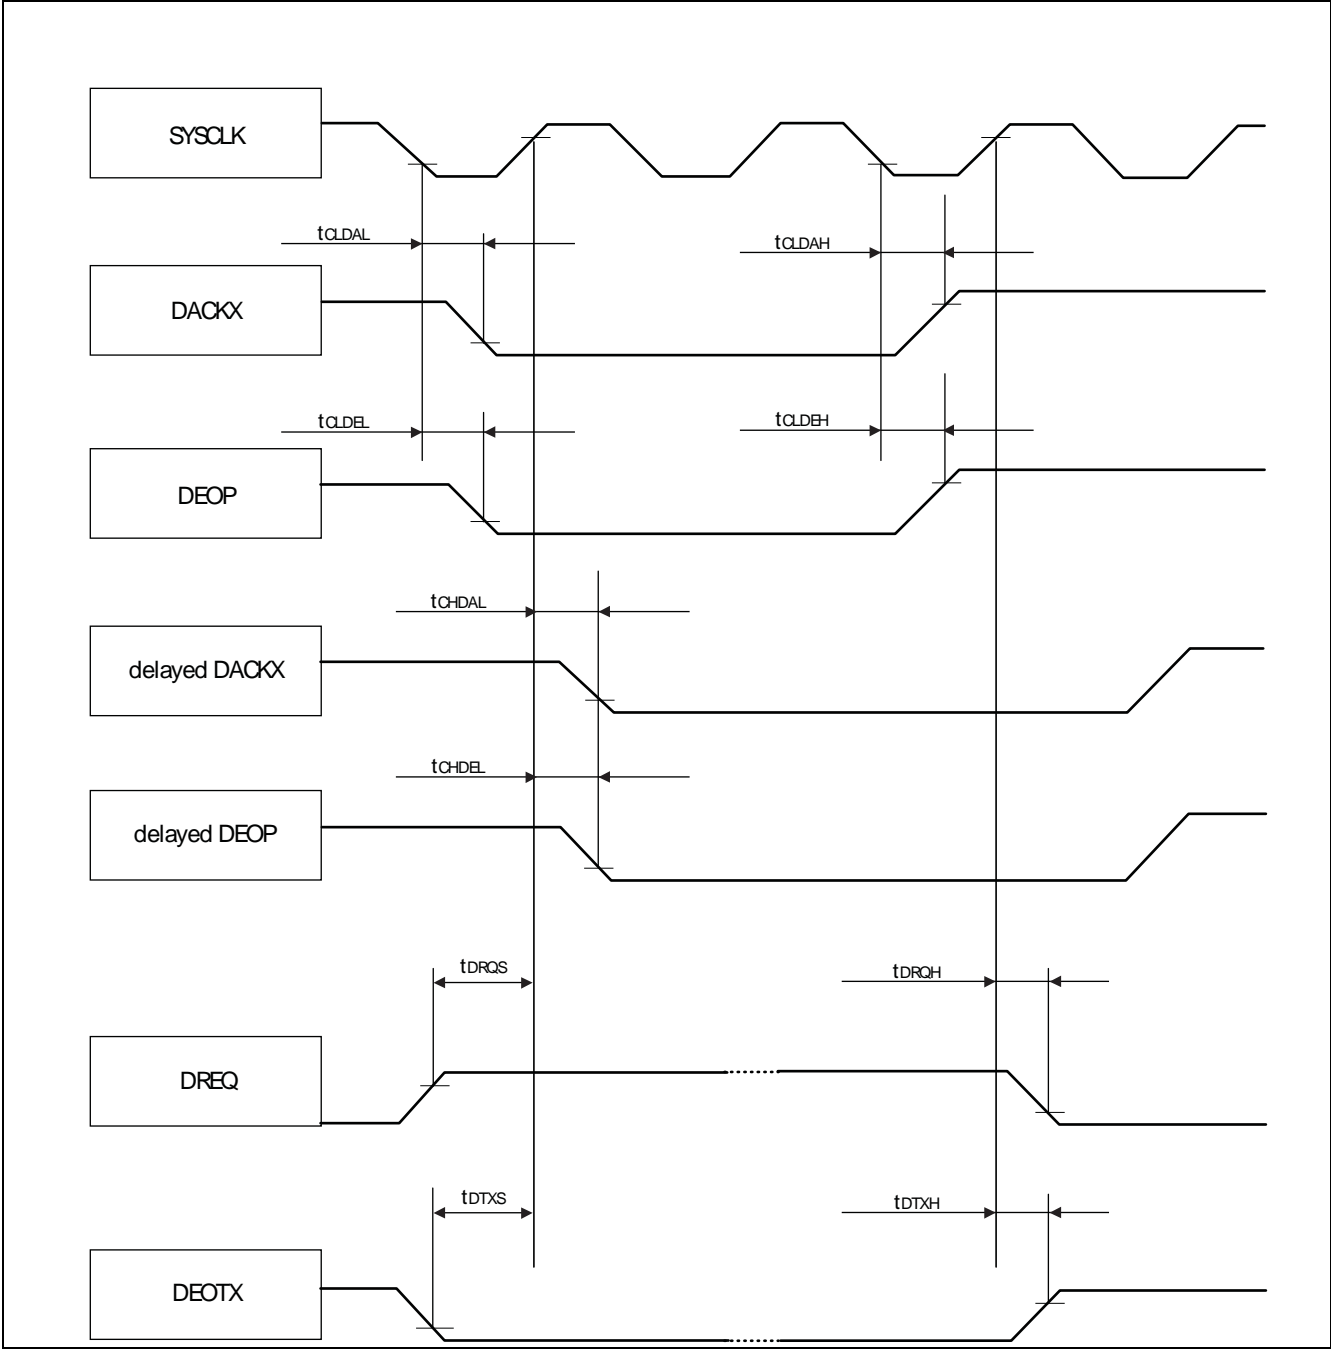 SYSCLK
tCLDAL
tCLDAH
DACKX
tCLDEL
tCLDEH
DEOP
tCHDAL
delayed DACKX
tCHDEL
delayed DEOP
tDRQS
tDRQH
DREQ
tDTXS
tDTXH
DEOTX